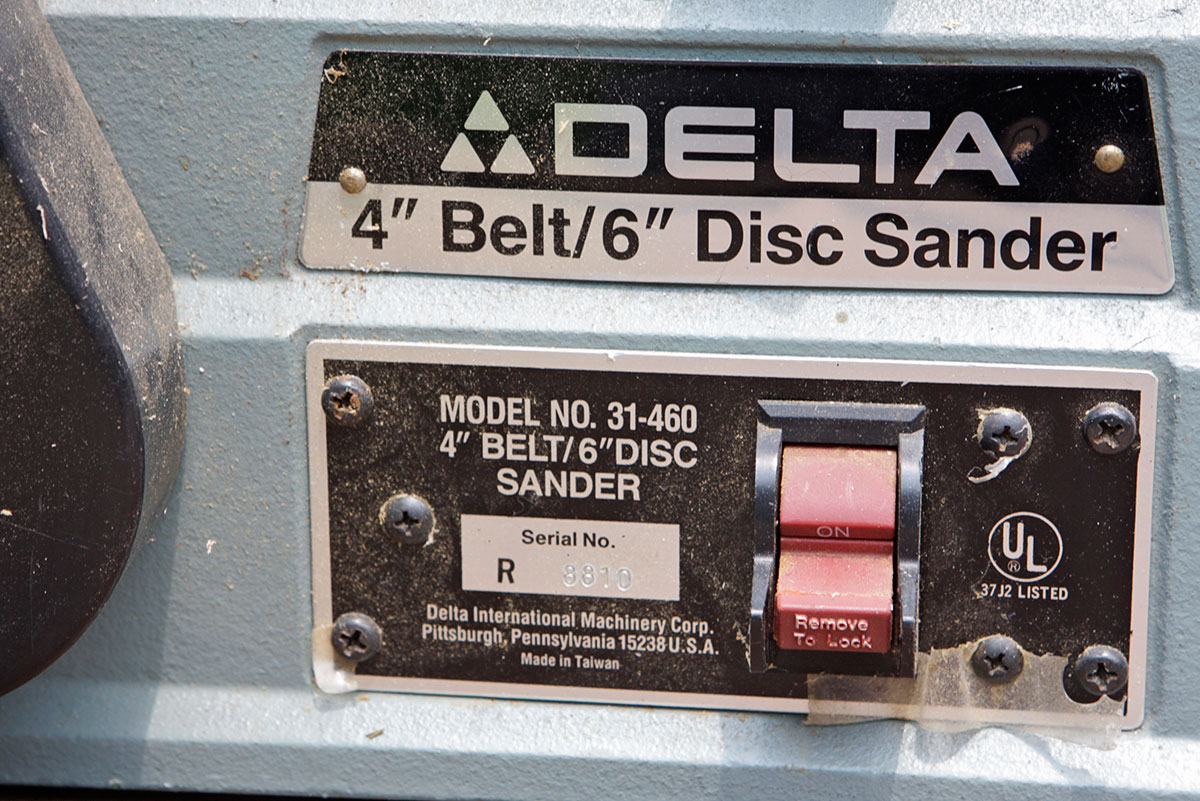 DELTA
4" Belt/6" Disc Sander
MODEL NO. 31-460
4" BELT/6"DISC
SANDER
Serial No.
R 8810
Delta International Machinery Corp.
Pittsburgh, Pennsylvania 15238 U.S.A.
Made in Taiwan
ON
Remove
To Lock
UL
®
37J2 LISTED